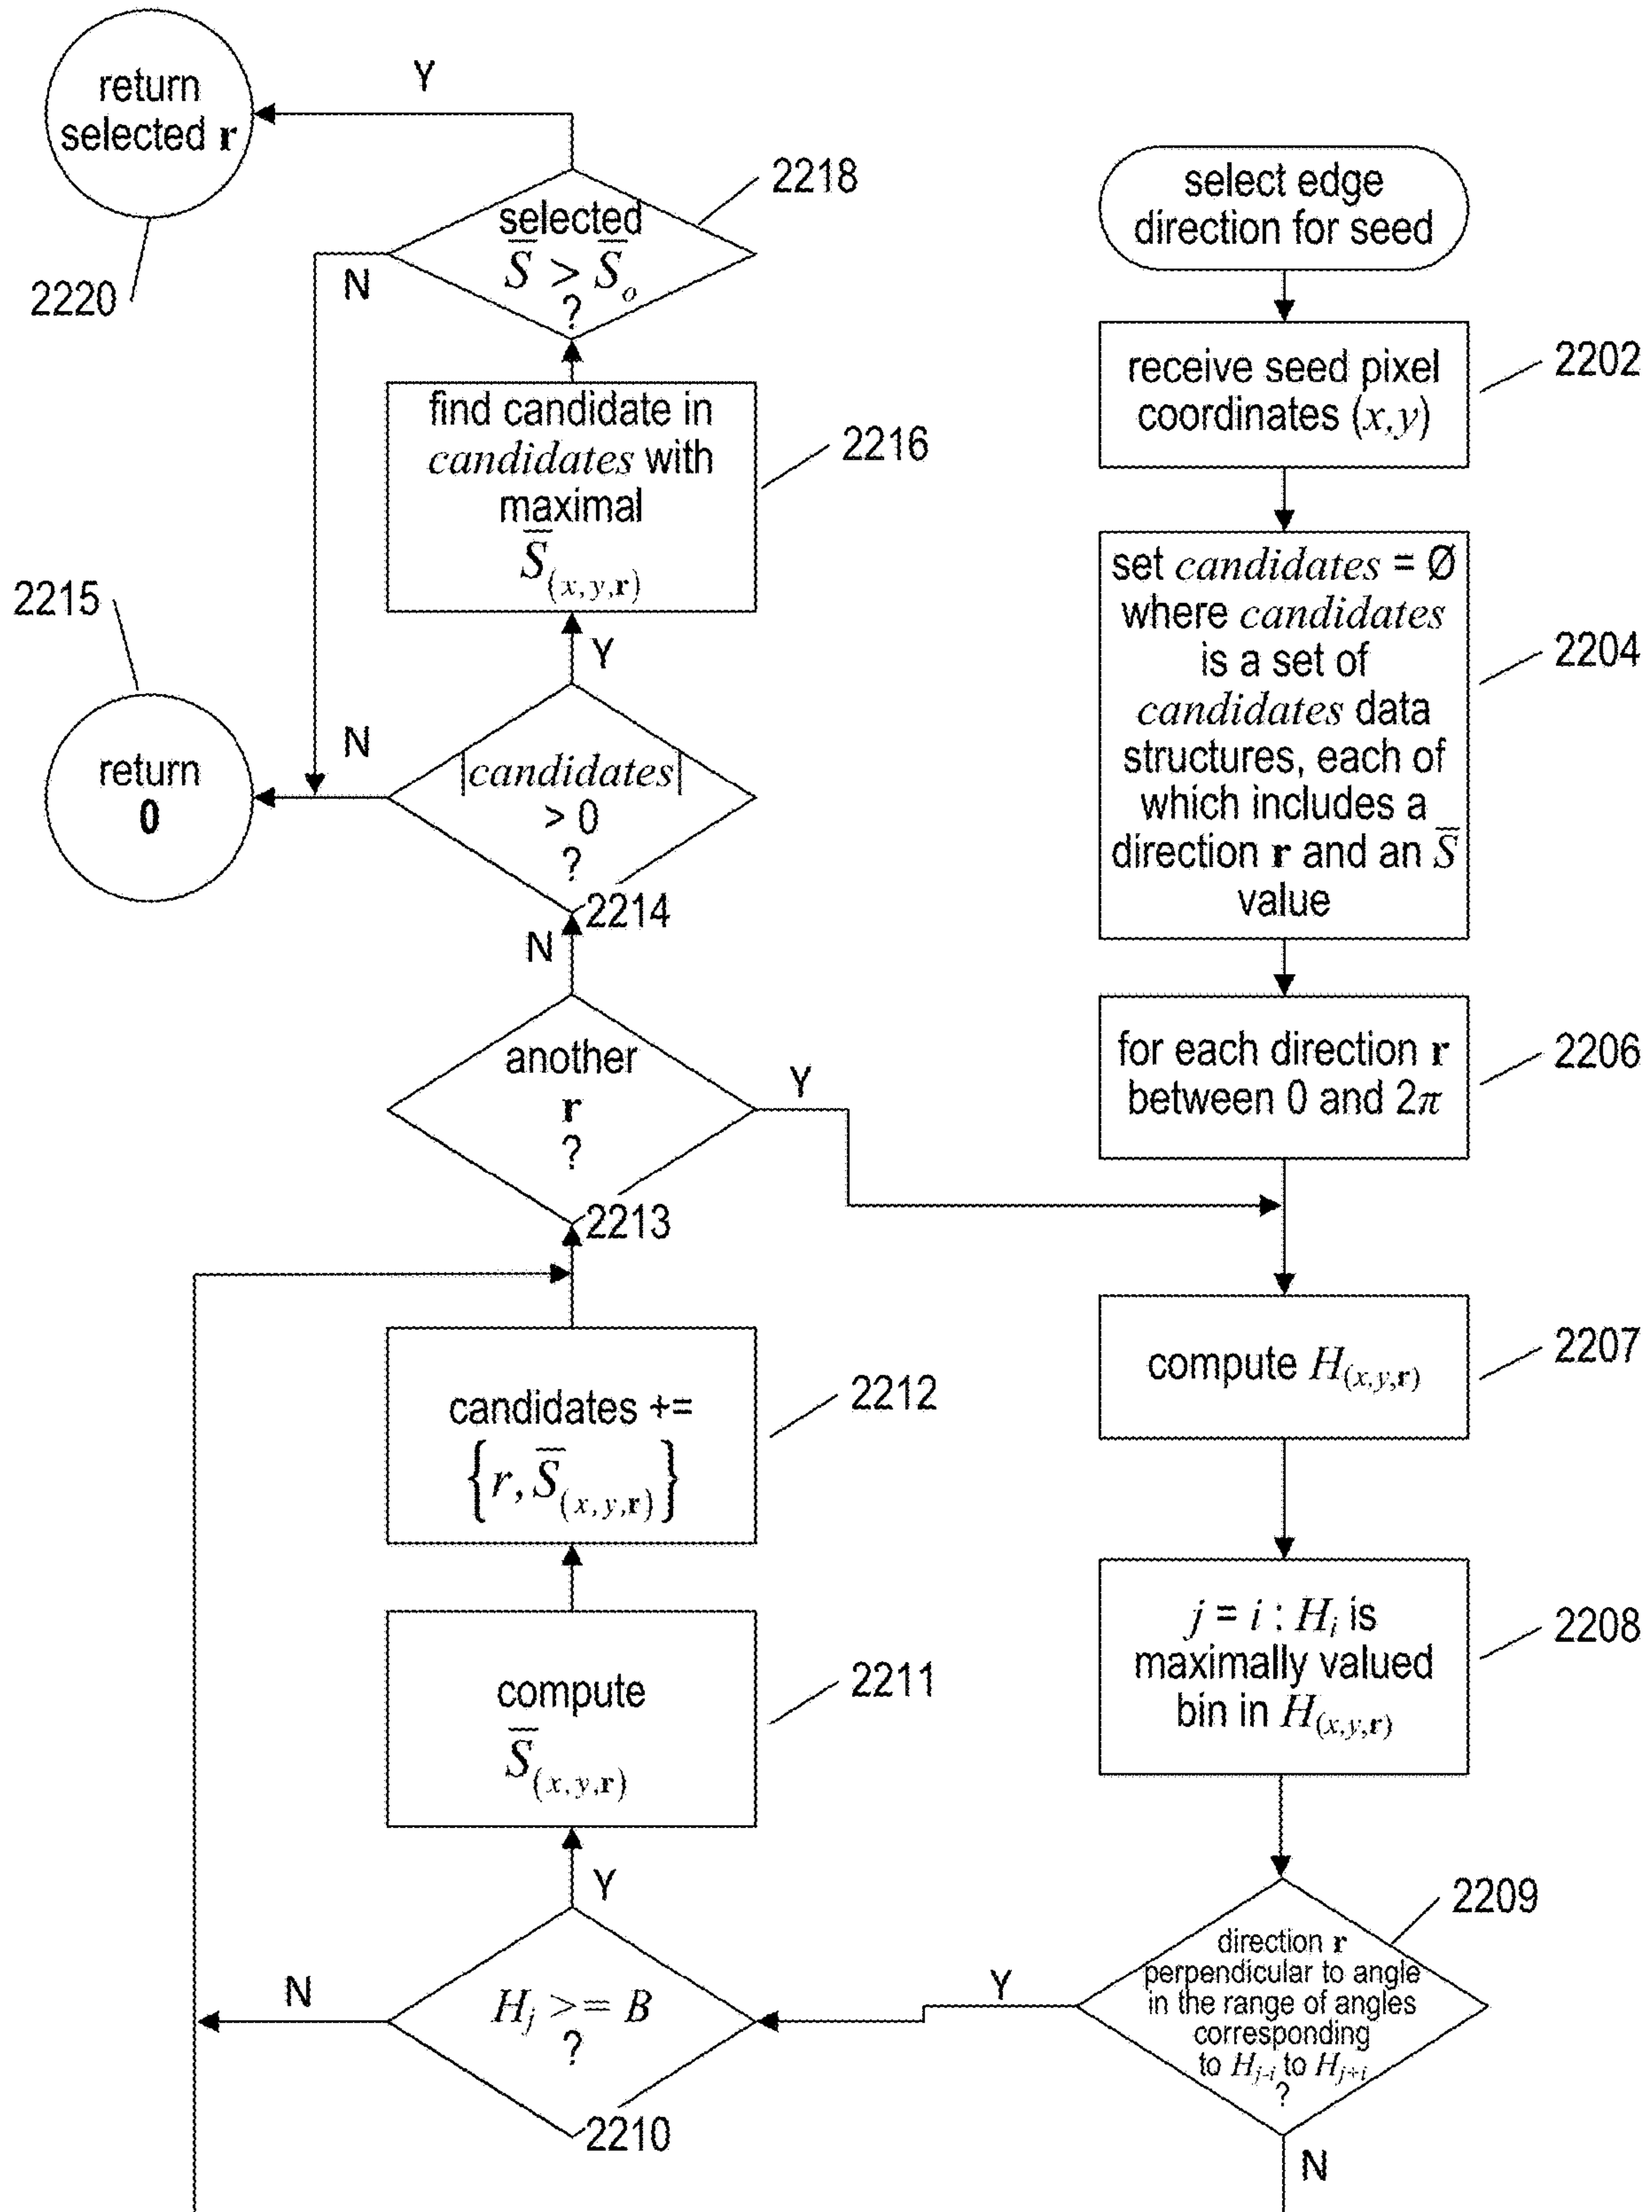 select edge
direction for seed
receive seed pixel
coordinates (x,y)
2202
set candidates = Ø
where candidates
is a set of
candidates data
structures, each of
which includes a
direction r and an S̅
value
2204
for each direction r
between 0 and 2π
2206
compute H(x,y,r)
2207
j = i : Hi is
maximally valued
bin in H(x,y,r)
2208
direction r
perpendicular to angle
in the range of angles
corresponding
to Hj-i to Hj+i
?
2209
Y
N
Hj >= B
?
2210
N
Y
compute
S̅(x,y,r)
2211
candidates +=
{r, S̅(x,y,r)}
2212
another
r
?
2213
Y
N
|candidates|
> 0
?
2214
N
Y
return
0
2215
find candidate in
candidates with
maximal
S̅(x,y,r)
2216
selected
S̅ > S̅o
?
2218
N
Y
return
selected r
2220